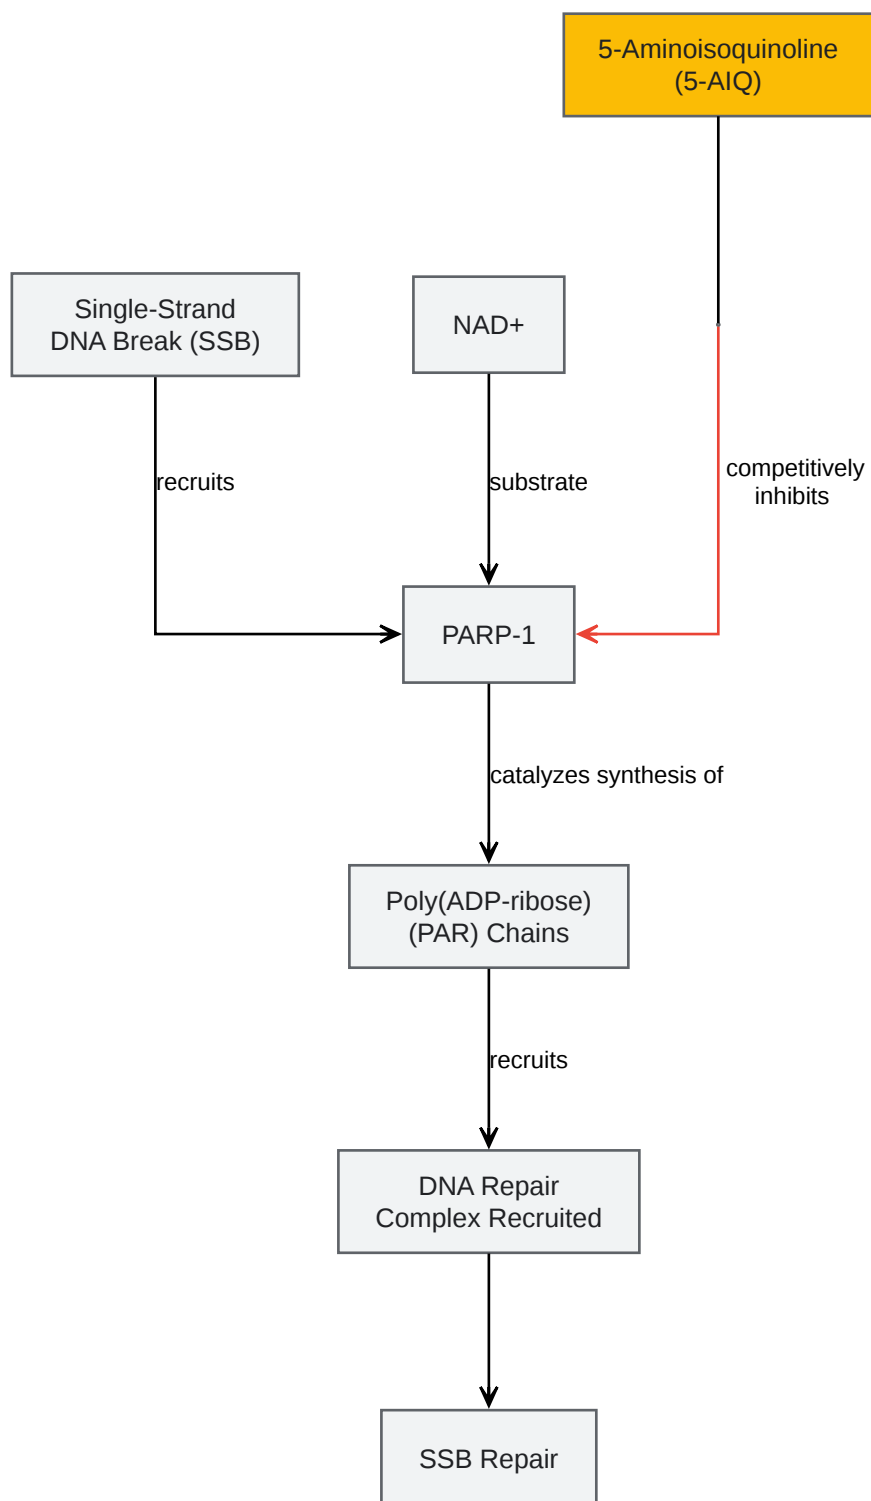 5-Aminoisoquinoline
(5-AIQ)
Single-Strand
DNA Break (SSB)
NAD+
recruits
substrate
competitively
inhibits
PARP-1
catalyzes synthesis of
Poly(ADP-ribose)
(PAR) Chains
recruits
DNA Repair
Complex Recruited
SSB Repair